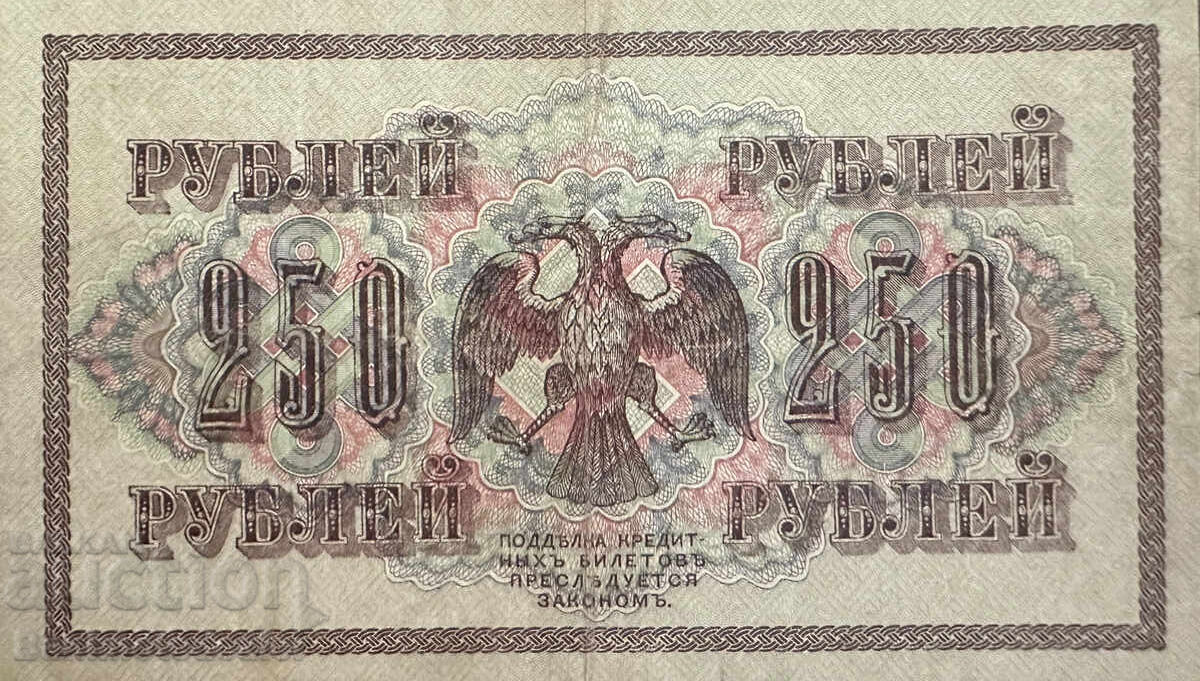 РУБЛЕЙ РУБЛЕЙ
250 250
РУБЛЕЙ РУБЛЕЙ
ПОДДѢЛКА КРЕДИТ-
НЫХЪ БИЛЕТОВЪ
ПРЕСЛѢДУЕТСЯ
ЗАКОНОМЪ.
auction